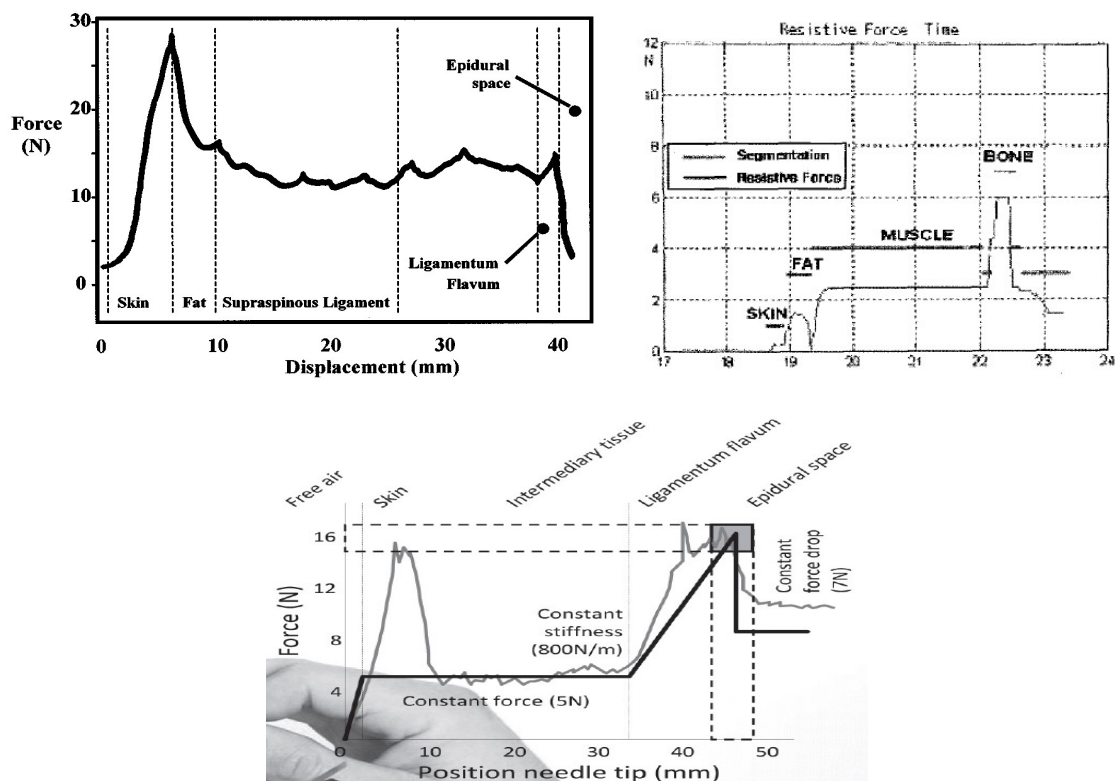 30
20
10
0
Force
(N)
Epidural
space
Ligamentum
Flavum
Skin
Fat
Supraspinous Ligament
0
10
20
30
40
Displacement (mm)
Resistive Force Time
12
N
10
8
6
4
2
0
Segmentation
Resistive Force
BONE
MUSCLE
FAT
SKIN
17
18
19
20
21
22
23
24
Free air
Skin
Intermediary tissue
Ligamentum flavum
Epidural space
16
12
8
4
Force (N)
Constant
stiffness
(800N/m)
Constant force (5N)
Constant
force drop
(7N)
0
10
20
30
40
50
Position needle tip (mm)